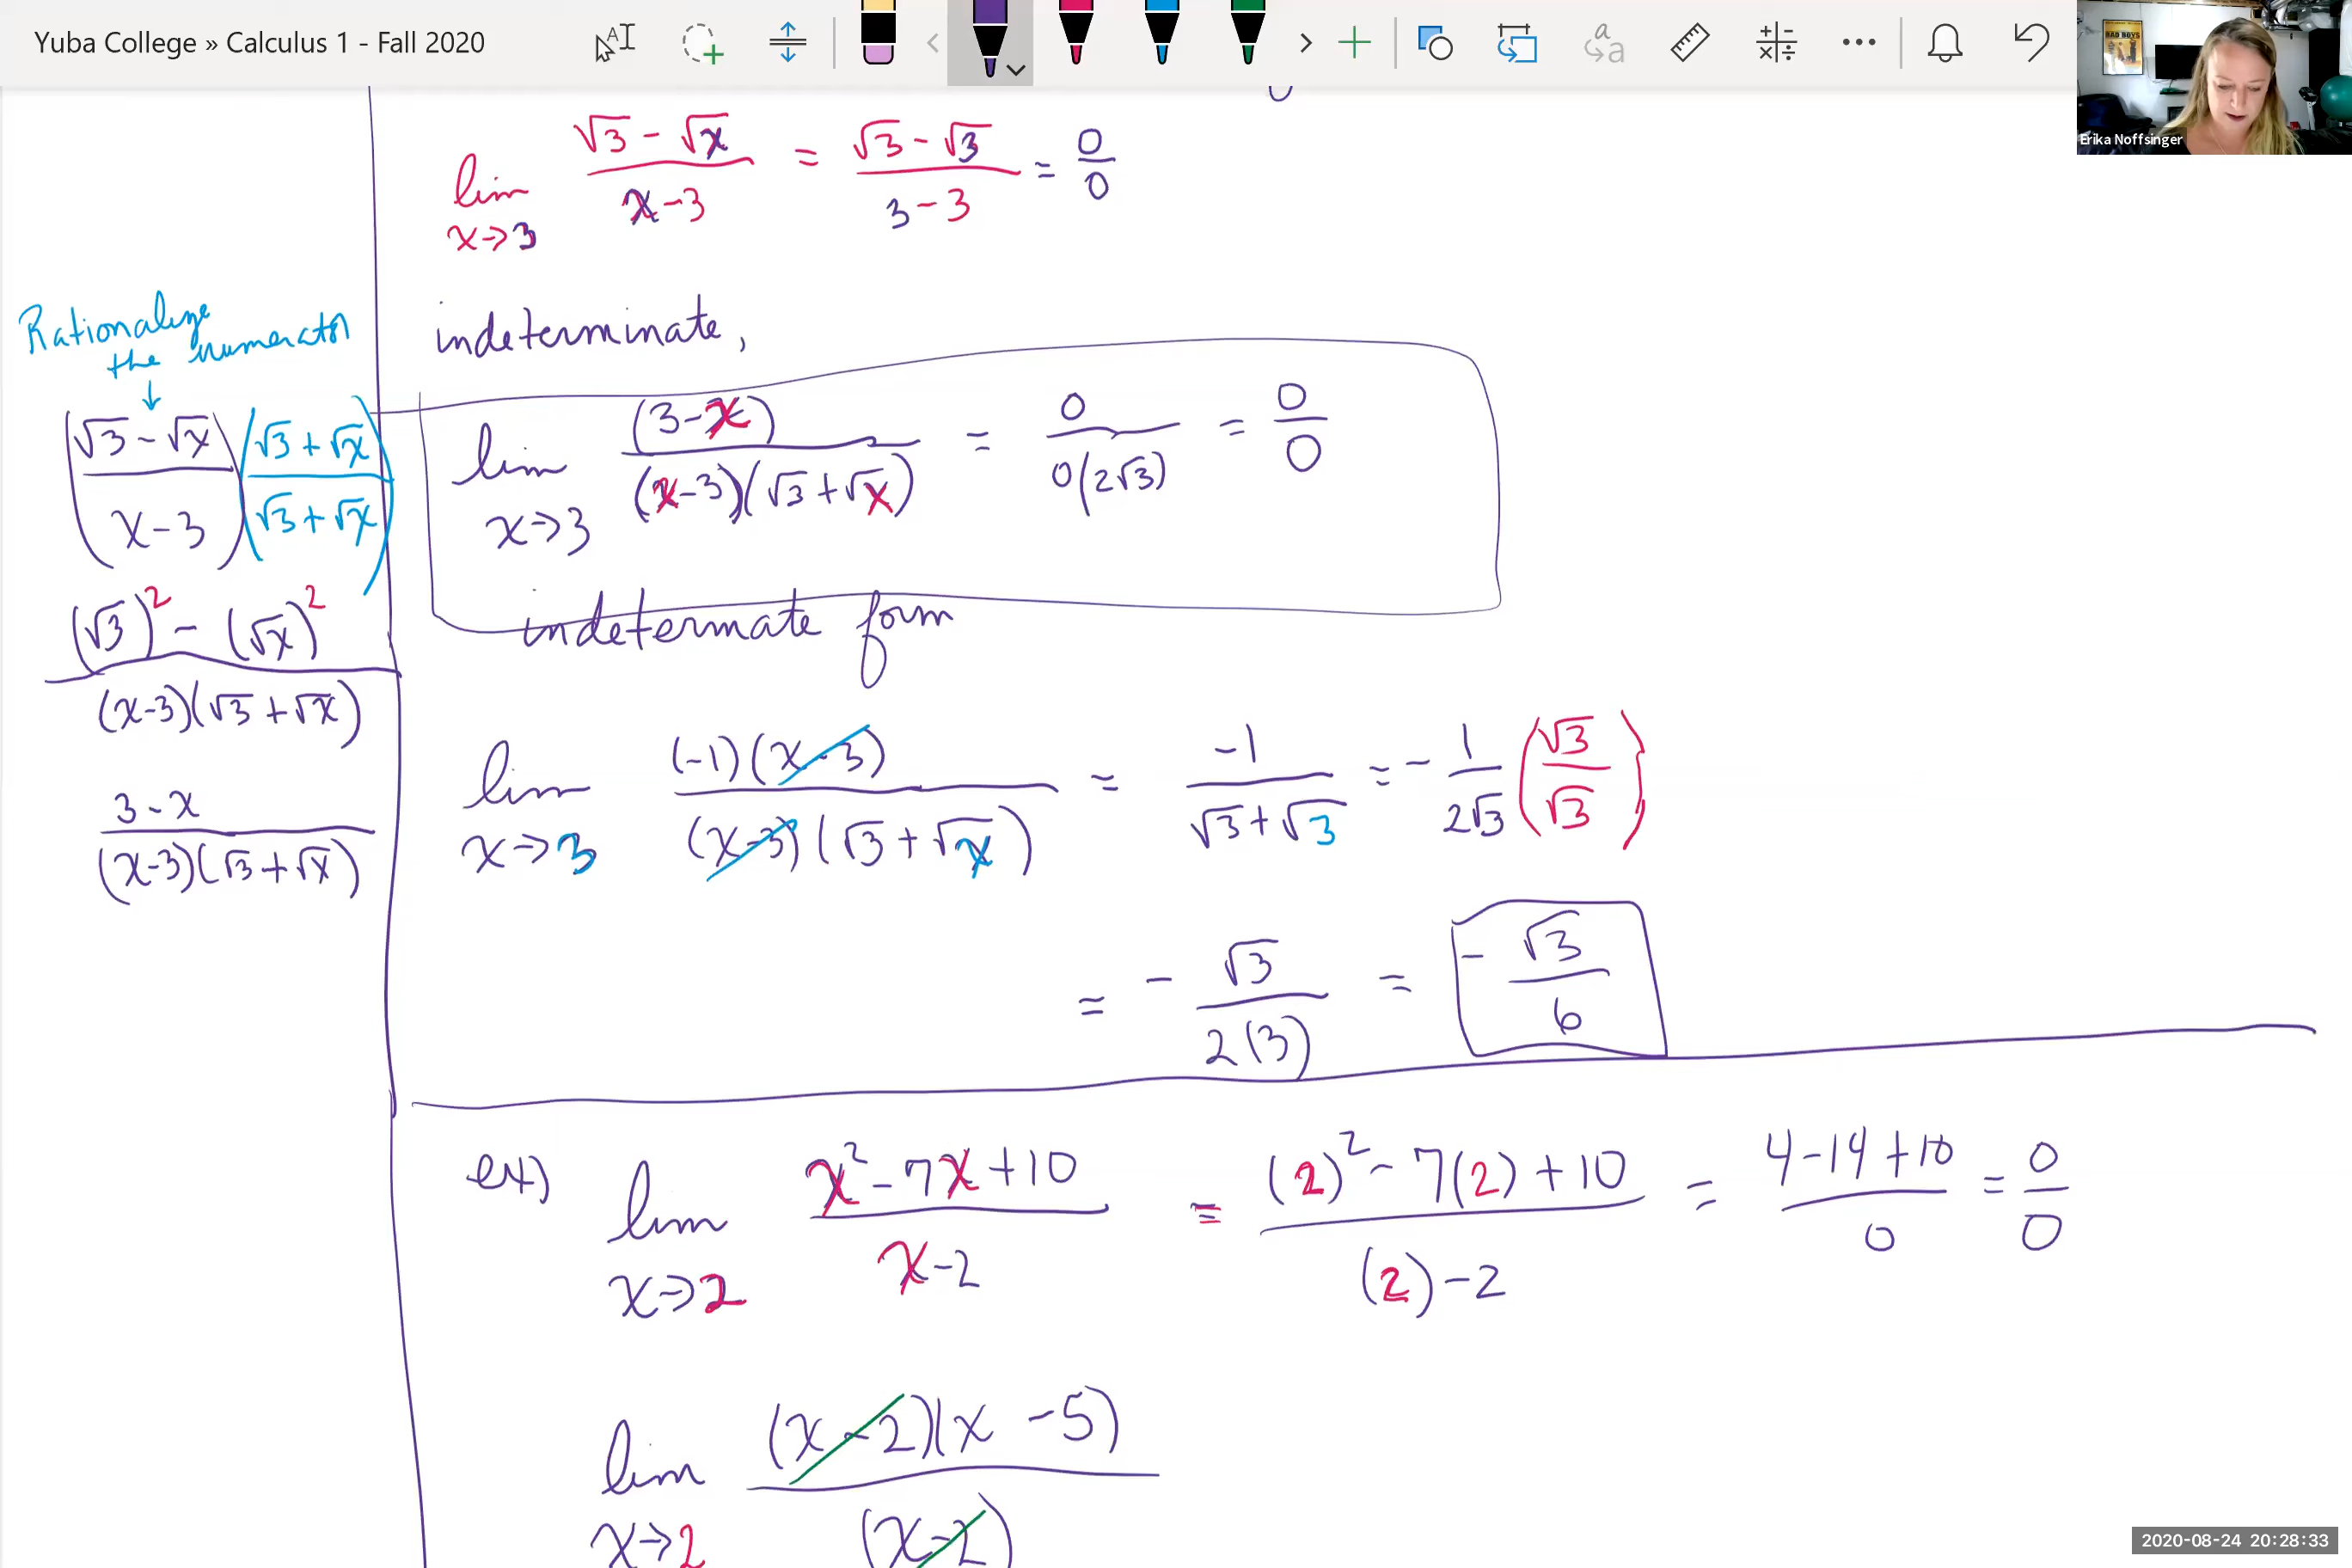 Yuba College » Calculus 1 - Fall 2020
BAD BOYS
Erika Noffsinger
lim x→3 (√3 - √x)/(x-3) = (√3 - √3)/(3-3) = 0/0
indeterminate,
Rationalize
the numerator
↓
((√3 - √x)/(x-3)) ((√3 + √x)/(√3 + √x))
((√3)² - (√x)²)/((x-3)(√3 + √x))
(3-x)/((x-3)(√3 + √x))
lim x→3 (3-x)/((x-3)(√3 + √x)) = 0/(0(2√3)) = 0/0
indetermate form
lim x→3 ((-1)(x-3))/((x-3)(√3 + √x)) = -1/(√3 + √3) = - 1/(2√3) (√3/√3)
= - √3/(2(3)) = - √3/6
ex) lim x→2 (x² - 7x + 10)/(x-2) = ((2)² - 7(2) + 10)/((2) - 2) = (4 - 14 + 10)/0 = 0/0
lim x→2 ((x-2)(x-5))/((x-2))
2020-08-24 20:28:33